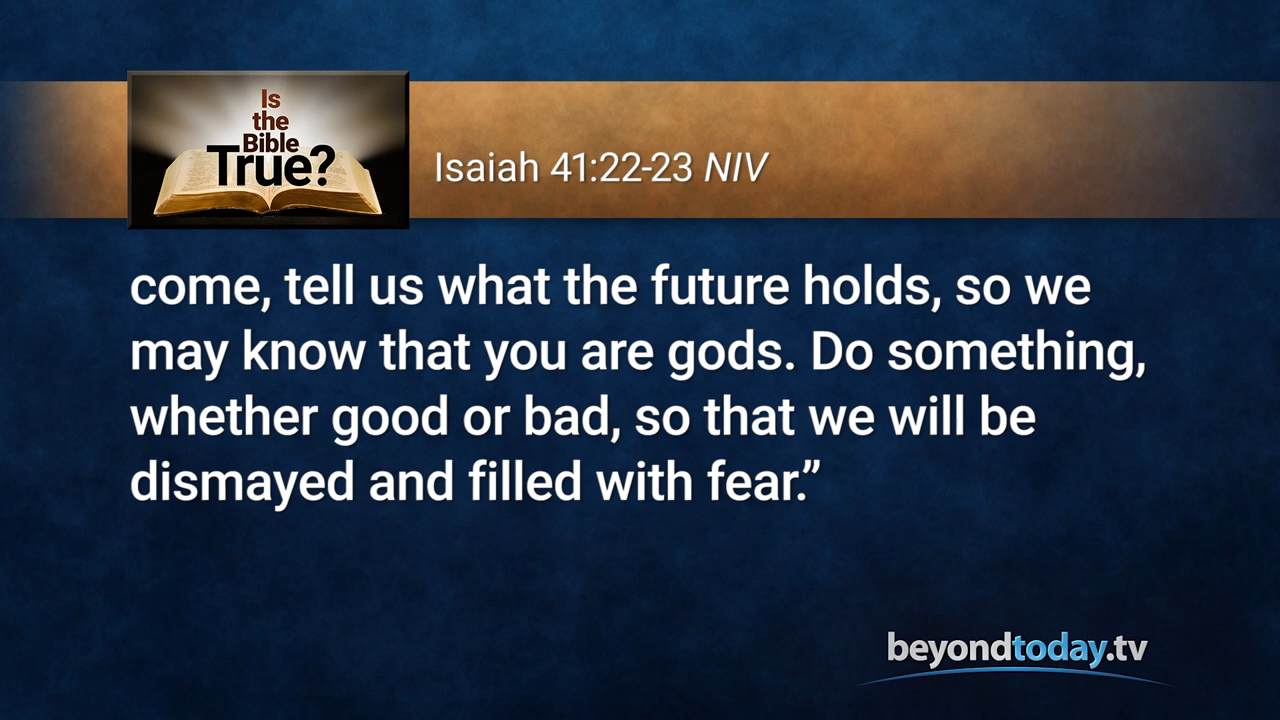 Is
the
Bible
True?
Isaiah 41:22-23 NIV
come, tell us what the future holds, so we
may know that you are gods. Do something,
whether good or bad, so that we will be
dismayed and filled with fear.”
beyondtoday.tv